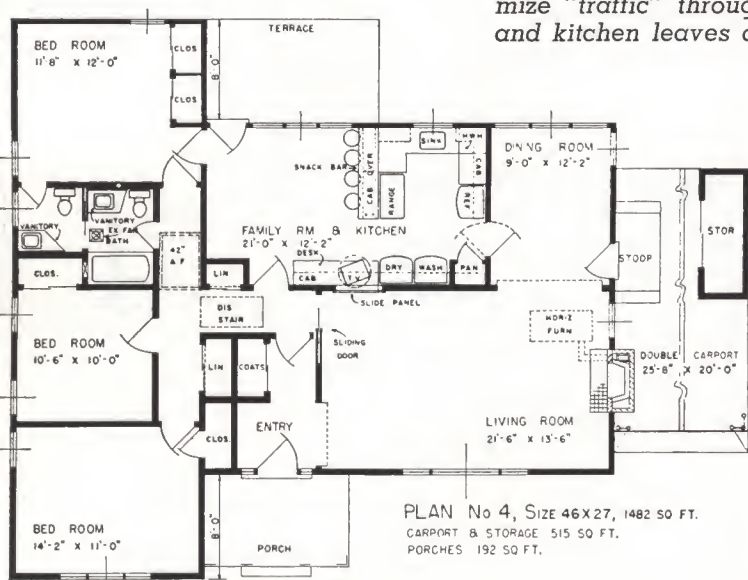 mize "traffic" throug
and kitchen leaves a
TERRACE
8'-0"
BED ROOM
11'8" X 12'-0"
CLOS
CLOS
SNACK BAR
CAB OVER
SINK
HWH
CAB
REF
RANGE
DINING ROOM
9'-0" X 12'-2"
FAMILY RM & KITCHEN
21'-0" X 12'-2"
DESK
CAB
T.V.
DRY
WASH
PAN
SLIDE PANEL
VANITORY
VANITORY
EX FAN
BATH
42"
A F
LIN
CLOS.
STOOP
STOR
DIS
STAIR
SLIDING
DOOR
HORIZ
FURN
BED ROOM
10'-6" X 10'-0"
LIN
COATS
DOUBLE CARPORT
25'-8" X 20'-0"
CLOS.
ENTRY
LIVING ROOM
21'-6" X 13'-6"
BED ROOM
14'-2" X 11'-0"
8'-0"
PORCH
PLAN No 4, SIZE 46X27, 1482 SQ FT.
CARPORT & STORAGE 515 SQ FT.
PORCHES 192 SQ FT.